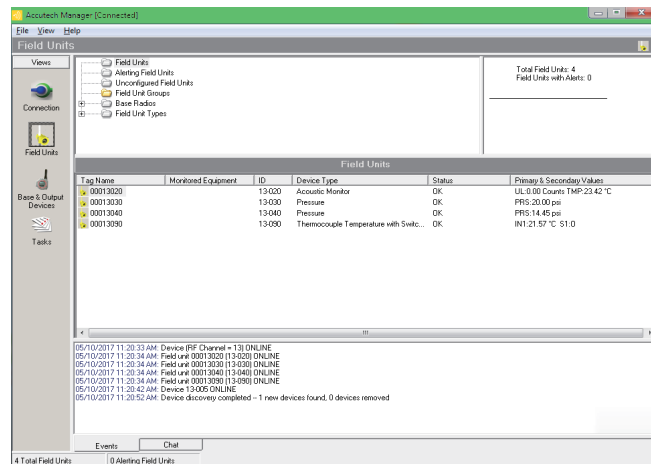 Accutech Manager [Connected]
File View Help
Field Units
Views
Connection
Field Units
Base & Output
Devices
Tasks
Field Units
Alerting Field Units
Unconfigured Field Units
Field Unit Groups
Base Radios
Field Unit Types
Total Field Units: 4
Field Units with Alerts: 0
Field Units
Tag Name Monitored Equipment ID Device Type Status Primary & Secondary Values
00013020 13-020 Acoustic Monitor OK UL:0.00 Counts TMP:23.42 °C
00013030 13-030 Pressure OK PRS:20.00 psi
00013040 13-040 Pressure OK PRS:14.45 psi
00013090 13-090 Thermocouple Temperature with Switc... OK IN1:21.57 °C S1:0
05/10/2017 11:20:33 AM: Device (RF Channel = 13) ONLINE
05/10/2017 11:20:34 AM: Field unit 00013020 (13-020) ONLINE
05/10/2017 11:20:34 AM: Field unit 00013030 (13-030) ONLINE
05/10/2017 11:20:34 AM: Field unit 00013040 (13-040) ONLINE
05/10/2017 11:20:34 AM: Field unit 00013090 (13-090) ONLINE
05/10/2017 11:20:42 AM: Device 13-005 ONLINE
05/10/2017 11:20:52 AM: Device discovery completed -- 1 new devices found, 0 devices removed
Events Chat
4 Total Field Units 0 Alerting Field Units